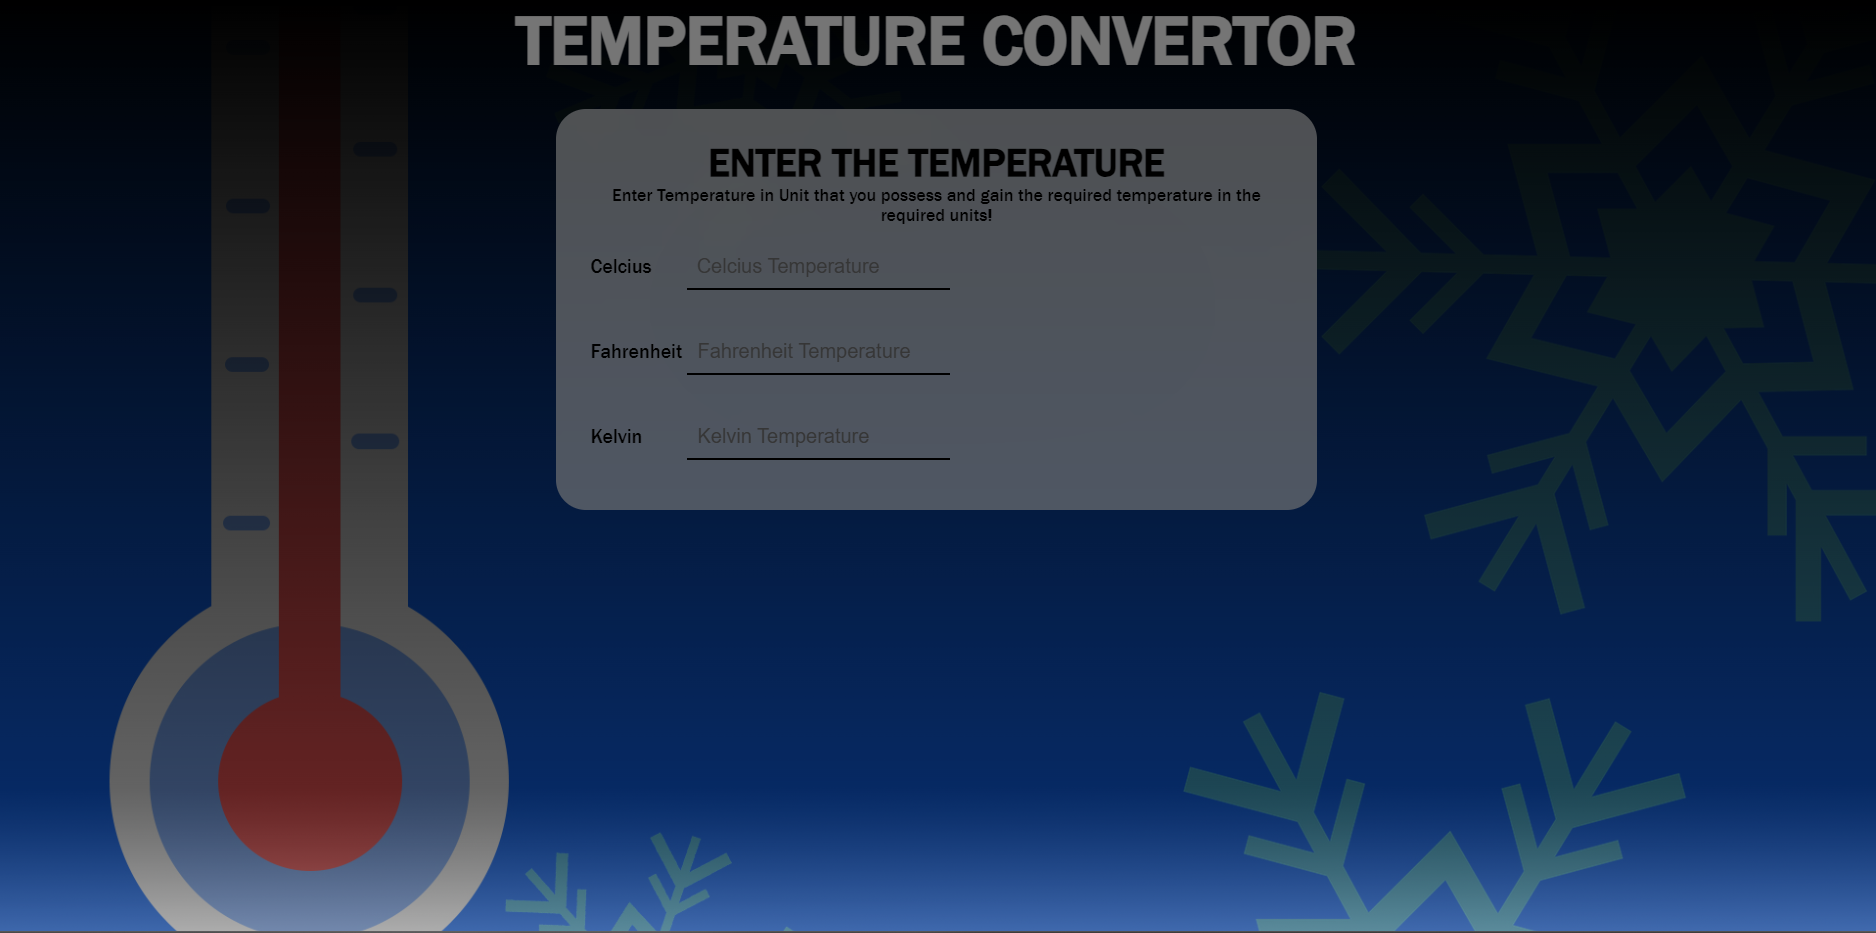 TEMPERATURE CONVERTOR
ENTER THE TEMPERATURE
Enter Temperature in Unit that you possess and gain the required temperature in the
required units!
Celcius Celcius Temperature
Fahrenheit Fahrenheit Temperature
Kelvin Kelvin Temperature